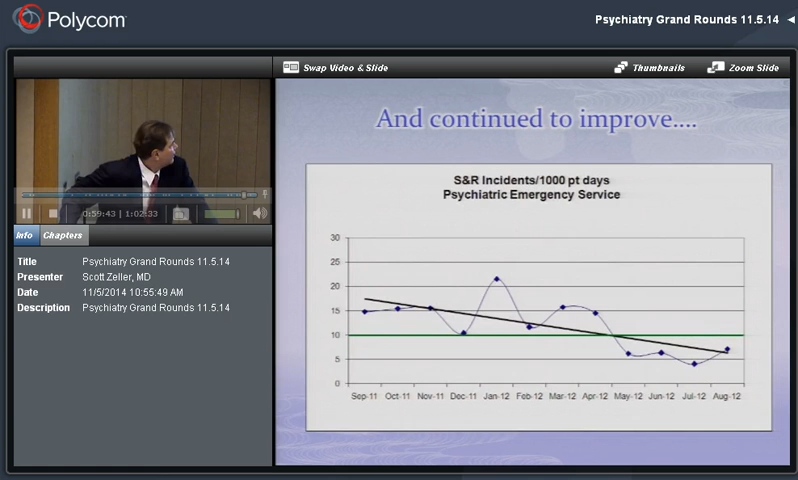 Polycom
Psychiatry Grand Rounds 11.5.14
Swap Video & Slide
Thumbnails
Zoom Slide
And continued to improve....
S&R Incidents/1000 pt days
Psychiatric Emergency Service
30
25
20
15
10
5
0
Sep-11 Oct-11 Nov-11 Dec-11 Jan-12 Feb-12 Mar-12 Apr-12 May-12 Jun-12 Jul-12 Aug-12
0:59:43 | 1:02:33
Info Chapters
Title Psychiatry Grand Rounds 11.5.14
Presenter Scott Zeller, MD
Date 11/5/2014 10:55:49 AM
Description Psychiatry Grand Rounds 11.5.14